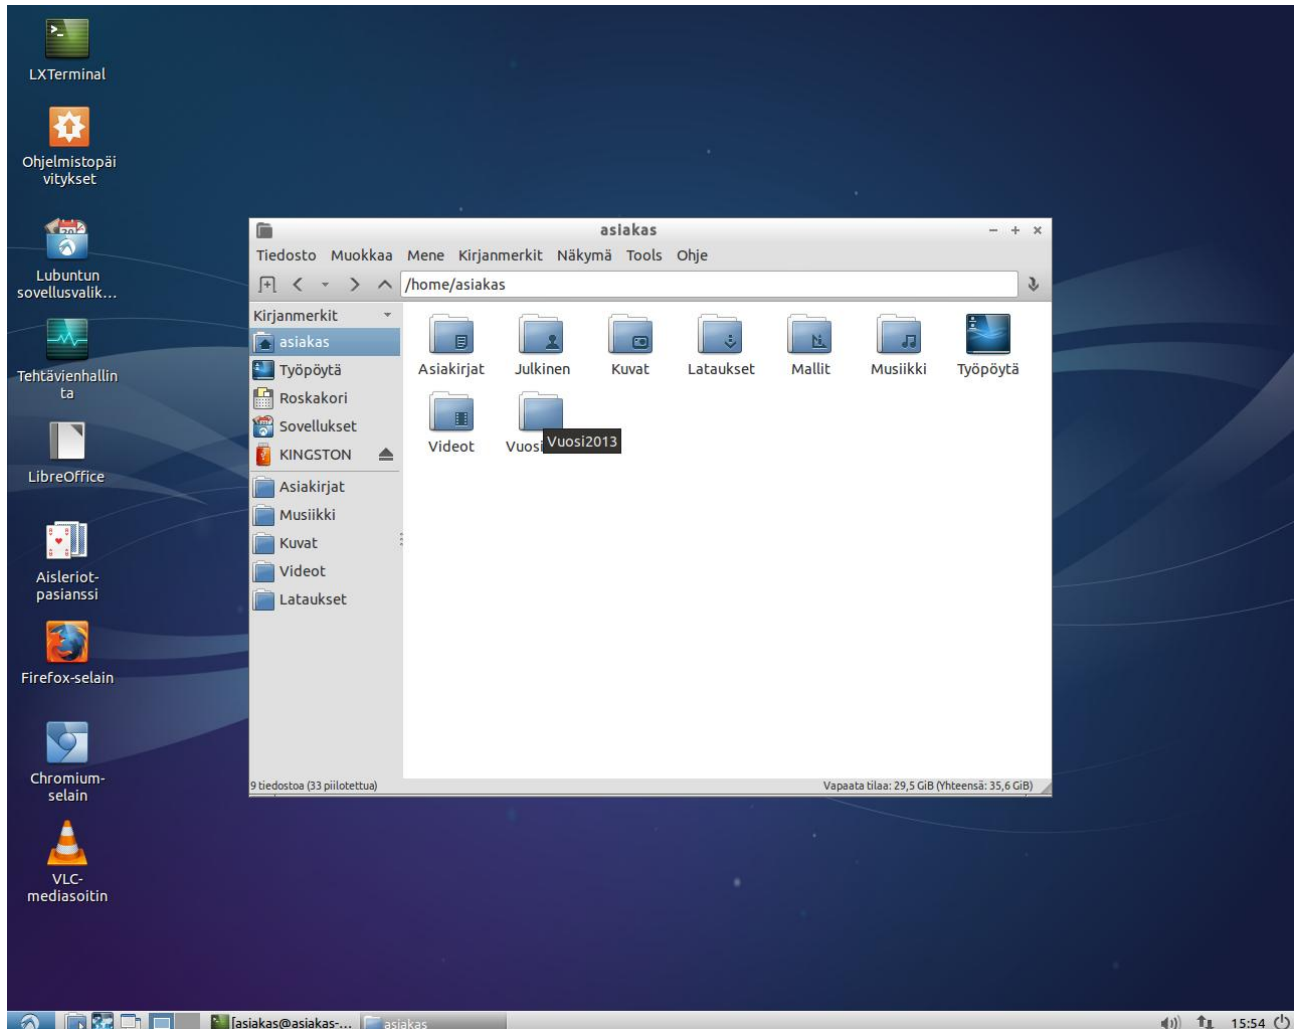 LXTerminal
Ohjelmistopäi
vitykset
Lubuntun
sovellusvalik...
Tehtävienhallin
ta
LibreOffice
Aisleriot-
pasianssi
Firefox-selain
Chromium-
selain
VLC-
mediasoitin
asiakas
Tiedosto Muokkaa Mene Kirjanmerkit Näkymä Tools Ohje
/home/asiakas
Kirjanmerkit
asiakas
Työpöytä
Roskakori
Sovellukset
KINGSTON
Asiakirjat
Musiikki
Kuvat
Videot
Lataukset
Asiakirjat Julkinen Kuvat Lataukset Mallit Musiikki Työpöytä
Videot Vuosi
Vuosi2013
9 tiedostoa (33 piilotettua)
Vapaata tilaa: 29,5 GiB (Yhteensä: 35,6 GiB)
[asiakas@asiakas-... asiakas 15:54